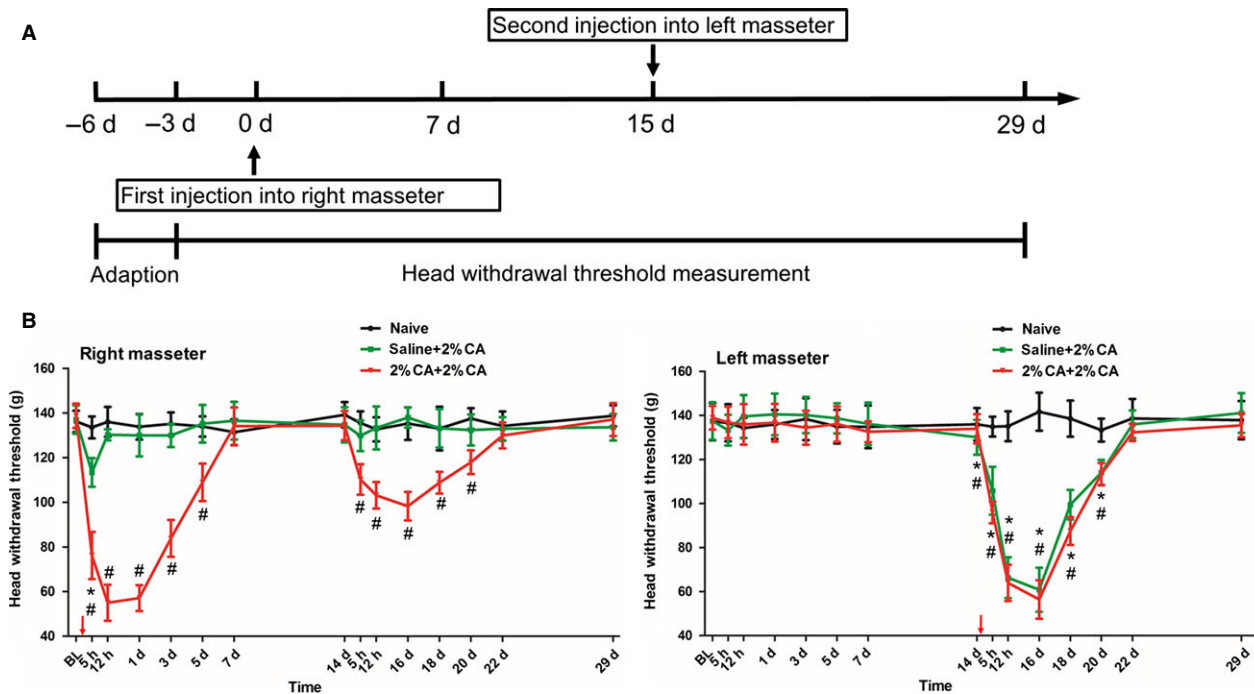 A
Second injection into left masseter
–6 d –3 d 0 d 7 d 15 d 29 d
First injection into right masseter
Adaption Head withdrawal threshold measurement
B
Right masseter
Naive
Saline+2%CA
2%CA+2%CA
Head withdrawal threshold (g)
160
140
120
100
80
60
40
* # # # # # # # # # #
BL 5 h 12 h 1 d 3 d 5 d 7 d 14 d 5 h 12 h 16 d 18 d 20 d 22 d 29 d
Time
Left masseter
Naive
Saline+2%CA
2%CA+2%CA
Head withdrawal threshold (g)
160
140
120
100
80
60
40
* # * # * # * # * # * #
BL 5 h 12 h 1 d 3 d 5 d 7 d 14 d 5 h 12 h 16 d 18 d 20 d 22 d 29 d
Time